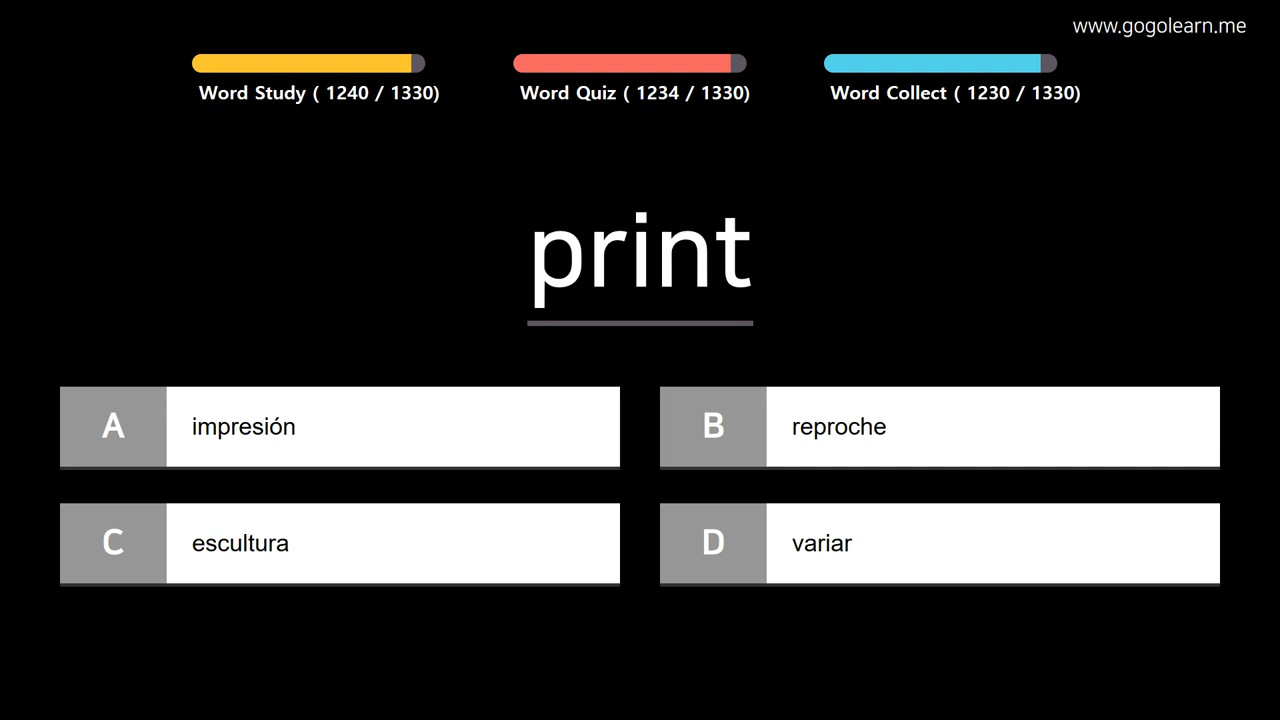 www.gogolearn.me
Word Study ( 1240 / 1330)
Word Quiz ( 1234 / 1330)
Word Collect ( 1230 / 1330)
print
A impresión
B reproche
C escultura
D variar